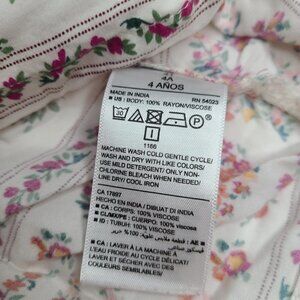 4A
4 AÑOS
MADE IN INDIA RN 54023
• US : BODY: 100% RAYON/VISCOSE
30 P
I
1166
MACHINE WASH COLD GENTLE CYCLE/
WASH AND DRY WITH LIKE COLORS/
USE MILD DETERGENT/ ONLY NON-
CHLORINE BLEACH WHEN NEEDED/
LINE DRY/ COOL IRON
CA 17897
HECHO EN INDIA / DIBUAT DI INDIA
• CA : CORPS: 100% VISCOSE
• CL/MX/PE : CUERPO: 100% VISCOSA
• ID : TUBUH: 100% VISCOSE
• CA : LAVER À LA MACHINE À
L'EAU FROIDE AU CYCLE DÉLICAT/
LAVER ET SÉCHER AVEC DES
COULEURS SEMBLABLES/